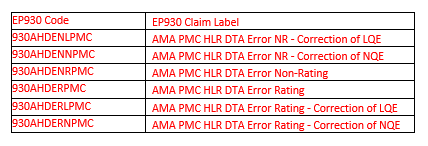 EP930 Code EP930 Claim Label
930AHDENLPMC AMA PMC HLR DTA Error NR - Correction of LQE
930AHDENNPMC AMA PMC HLR DTA Error NR - Correction of NQE
930AHDENRPMC AMA PMC HLR DTA Error Non-Rating
930AHDERPMC AMA PMC HLR DTA Error Rating
930AHDERLPMC AMA PMC HLR DTA Error Rating - Correction of LQE
930AHDERNPMC AMA PMC HLR DTA Error Rating - Correction of NQE